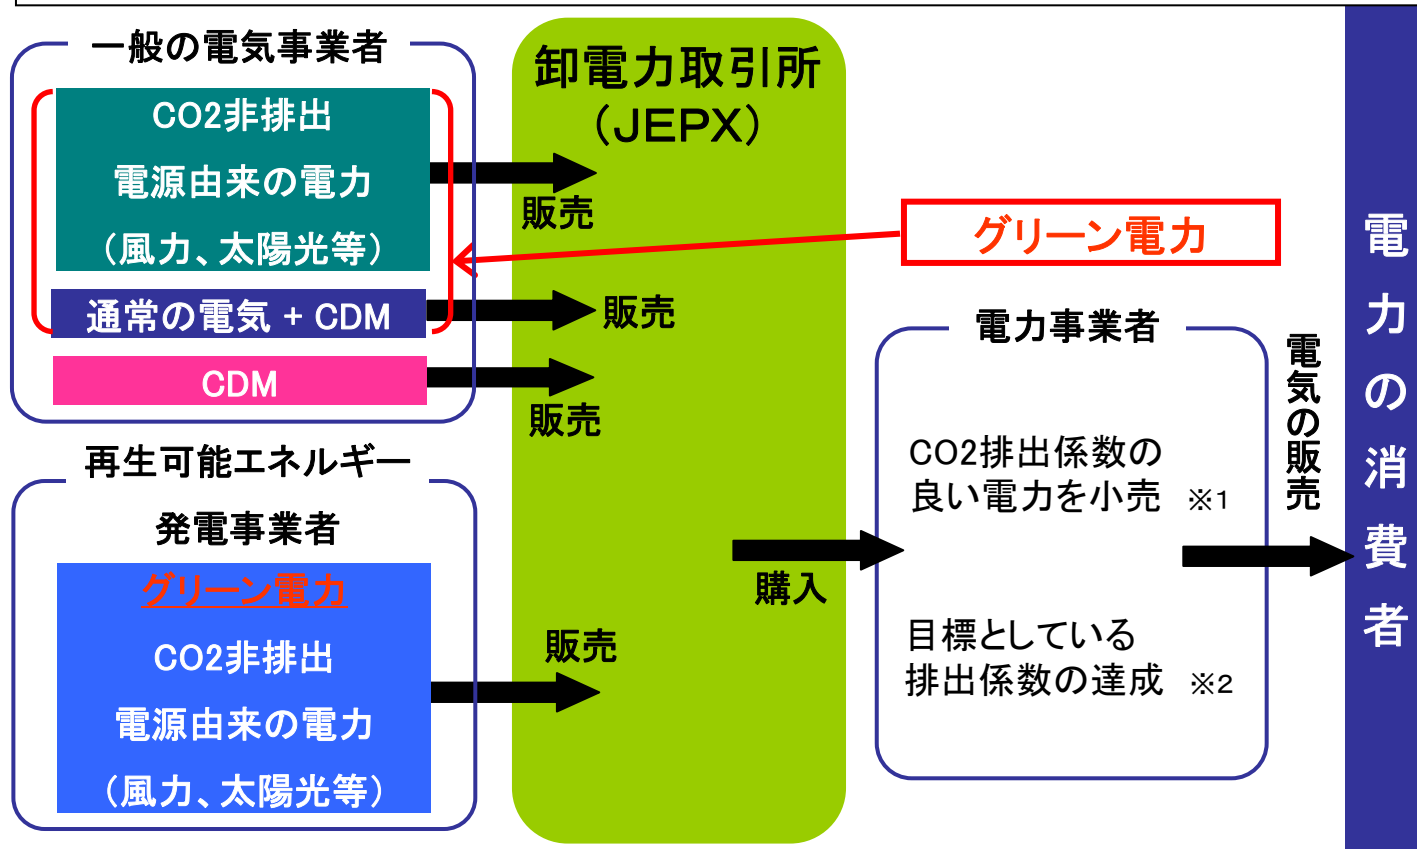 一般の電気事業者
CO2非排出
電源由来の電力
（風力、太陽光等）
通常の電気 + CDM
CDM
再生可能エネルギー
発電事業者
グリーン電力
CO2非排出
電源由来の電力
（風力、太陽光等）
卸電力取引所
（JEPX）
販売
販売
販売
販売
購入
グリーン電力
電力事業者
CO2排出係数の
良い電力を小売 ※1
目標としている
排出係数の達成 ※2
電気の販売
電力の消費者